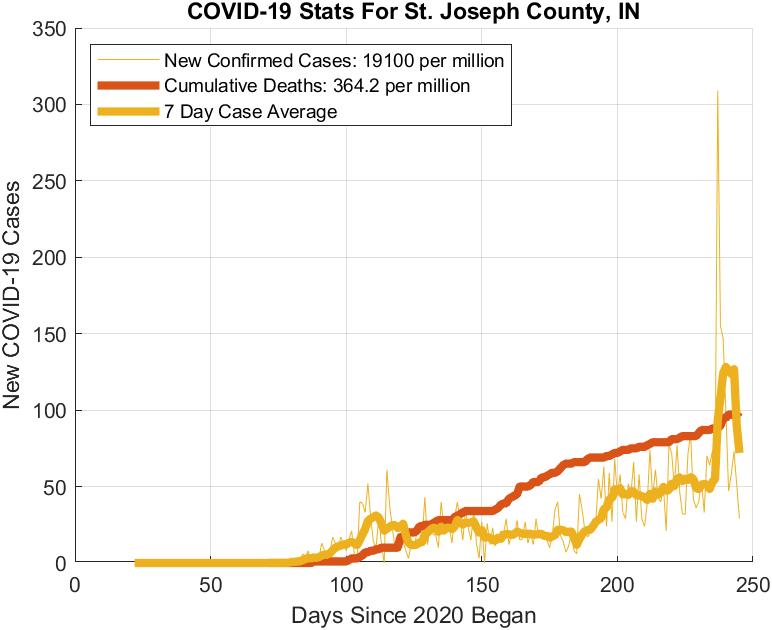 COVID-19 Stats For St. Joseph County, IN
350
New Confirmed Cases: 19100 per million
Cumulative Deaths: 364.2 per million
7 Day Case Average
300
250
200
150
100
50
0
New COVID-19 Cases
0 50 100 150 200 250
Days Since 2020 Began